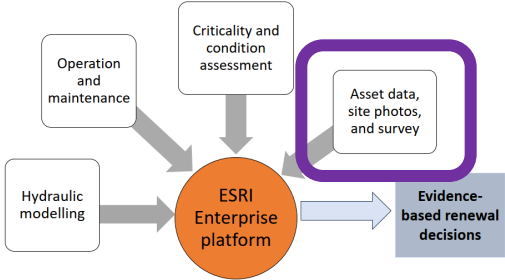 Criticality and
condition
assessment
Operation
and
maintenance
Asset data,
site photos,
and survey
Hydraulic
modelling
ESRI
Enterprise
platform
Evidence-
based renewal
decisions